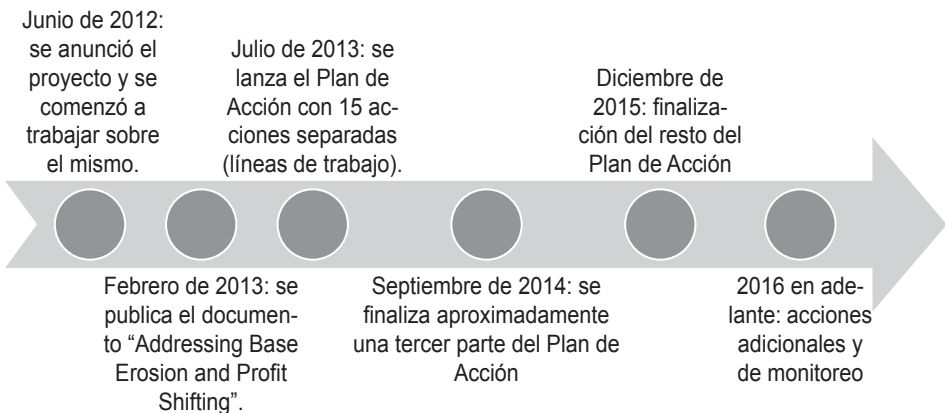 Junio de 2012:
se anunció el
proyecto y se
comenzó a
trabajar sobre
el mismo.
Febrero de 2013: se
publica el documen-
to “Addressing Base
Erosion and Profit
Shifting”.
Julio de 2013: se
lanza el Plan de
Acción con 15 ac-
ciones separadas
(líneas de trabajo).
Septiembre de 2014: se
finaliza aproximadamente
una tercer parte del Plan de
Acción
Diciembre de
2015: finaliza-
ción del resto del
Plan de Acción
2016 en ade-
lante: acciones
adicionales y
de monitoreo